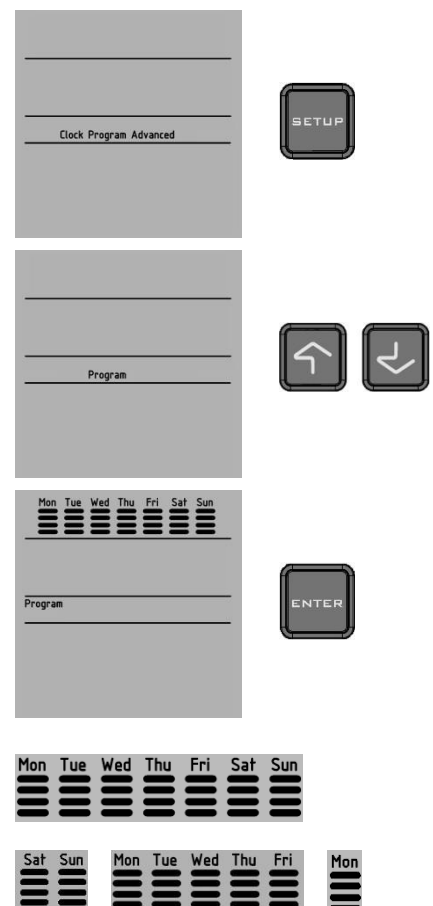 Clock Program Advanced
SETUP
Program
Mon Tue Wed Thu Fri Sat Sun
Program
ENTER
Mon Tue Wed Thu Fri Sat Sun
Sat Sun Mon Tue Wed Thu Fri Mon